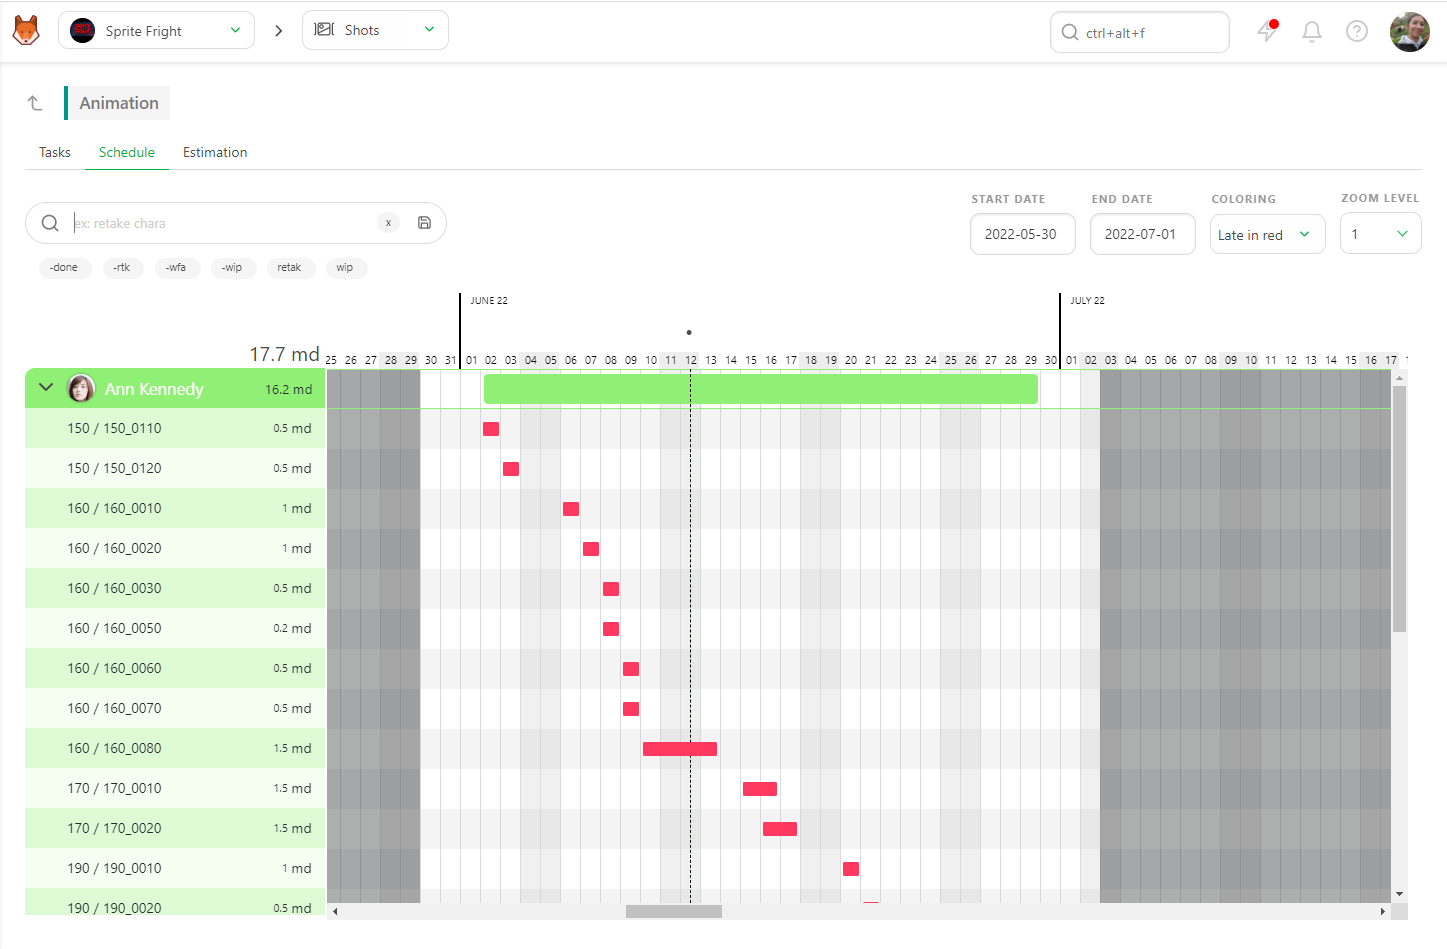 Sprite Fright
Shots
ctrl+alt+f
Animation
Tasks
Schedule
Estimation
START DATE
END DATE
COLORING
ZOOM LEVEL
ex: retake chara
x
2022-05-30
2022-07-01
Late in red
1
-done
-rtk
-wfa
-wip
retak
wip
JUNE 22
JULY 22
17.7 md
25 26 27 28 29 30 31 01 02 03 04 05 06 07 08 09 10 11 12 13 14 15 16 17 18 19 20 21 22 23 24 25 26 27 28 29 30 01 02 03 04 05 06 07 08 09 10 11 12 13 14 15 16 17
Ann Kennedy 16.2 md
150 / 150_0110 0.5 md
150 / 150_0120 0.5 md
160 / 160_0010 1 md
160 / 160_0020 1 md
160 / 160_0030 0.5 md
160 / 160_0050 0.2 md
160 / 160_0060 0.5 md
160 / 160_0070 0.5 md
160 / 160_0080 1.5 md
170 / 170_0010 1.5 md
170 / 170_0020 1.5 md
190 / 190_0010 1 md
190 / 190_0020 0.5 md